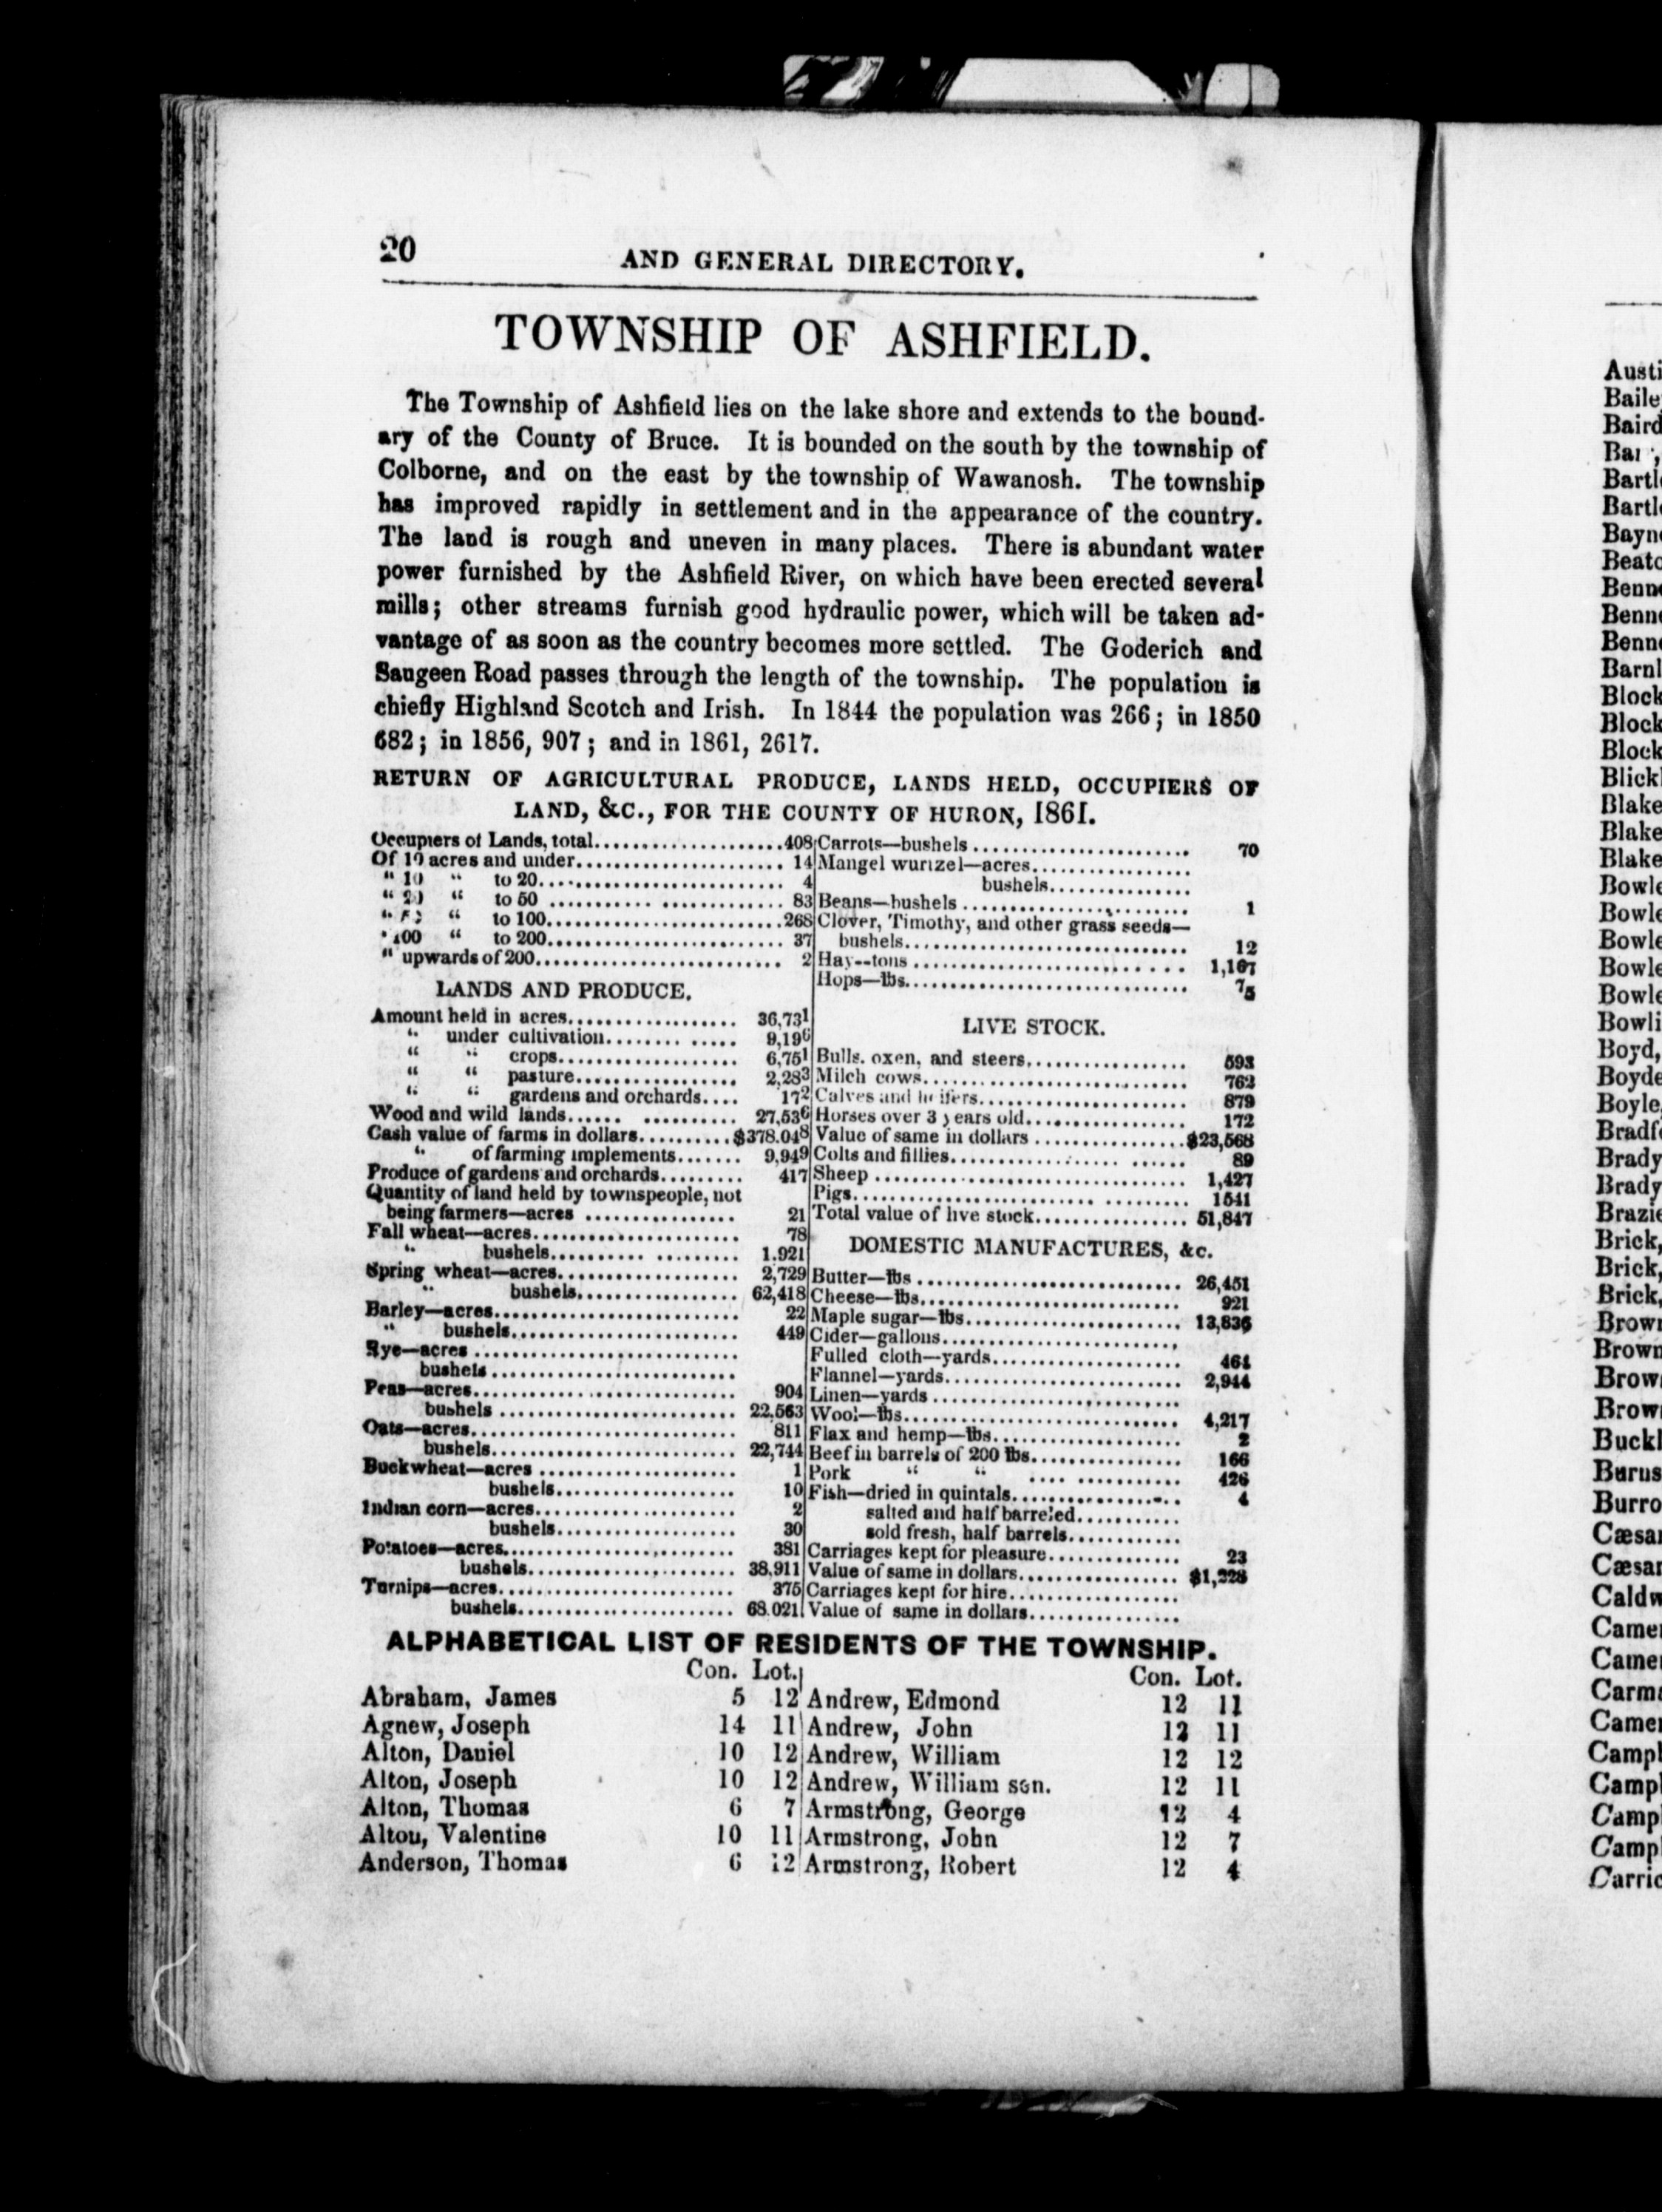 20
AND GENERAL DIRECTORY.
TOWNSHIP OF ASHFIELD.
The Township of Ashfield lies on the lake shore and extends to the bound-
ary of the County of Bruce. It is bounded on the south by the township of
Colborne, and on the east by the township of Wawanosh. The township
has improved rapidly in settlement and in the appearance of the country.
The land is rough and uneven in many places. There is abundant water
power furnished by the Ashfield River, on which have been erected several
mills; other streams furnish good hydraulic power, which will be taken ad-
vantage of as soon as the country becomes more settled. The Goderich and
Saugeen Road passes through the length of the township. The population is
chiefly Highland Scotch and Irish. In 1844 the population was 266; in 1850
682; in 1856, 907; and in 1861, 2617.
RETURN OF AGRICULTURAL PRODUCE, LANDS HELD, OCCUPIERS OF
LAND, &C., FOR THE COUNTY OF HURON, 1861.
Occupiers of Lands, total.................... 408
Of 10 acres and under...................... 14
" 10 " to 20.......................... 4
" 20 " to 50 ........................ 83
" 50 " to 100.......................... 268
" 100 " to 200.......................... 37
" upwards of 200........................... 2
LANDS AND PRODUCE.
Amount held in acres.................. 36,731
" under cultivation............. 9,196
" " crops................... 6,751
" " pasture................. 2,283
" " gardens and orchards.... 172
Wood and wild lands...... .......... 27,536
Cash value of farms in dollars.......... $378.048
" of farming implements....... 9,949
Produce of gardens and orchards......... 417
Quantity of land held by townspeople, not
being farmers—acres ................ 21
Fall wheat—acres....................... 78
" bushels.......... ......... 1.921
Spring wheat—acres.................... 2,729
" bushels................. 62,418
Barley—acres.......................... 22
" bushels......................... 449
Rye—acres .............................
bushels ...........................
Peas—acres............................. 904
bushels .......................... 22,563
Oats—acres............................. 811
bushels........................... 22,744
Buckwheat—acres ...................... 1
bushels.................... 10
Indian corn—acres...................... 2
bushels.................... 30
Potatoes—acres......................... 381
bushels....................... 38,911
Turnips—acres.......................... 375
bushels........................ 68.021
Carrots—bushels ........................ 70
Mangel wurtzel—acres..................
bushels................
Beans—bushels ......................... 1
Clover, Timothy, and other grass seeds—
bushels............................... 12
Hay--tons .............................. 1,167
Hops—lbs............................... 75
LIVE STOCK.
Bulls. oxen, and steers.................. 593
Milch cows............................. 762
Calves and heifers....................... 879
Horses over 3 years old.................. 172
Value of same in dollars ................. $23,568
Colts and fillies.................... ...... 89
Sheep .................................. 1,427
Pigs........................... ......... 1541
Total value of live stock................. 51,847
DOMESTIC MANUFACTURES, &c.
Butter—lbs ............................. 26,451
Cheese—lbs............................. 921
Maple sugar—lbs........................ 13,836
Cider—gallons..........................
Fulled cloth—yards..................... 461
Flannel—yards.......................... 2,944
Linen—yards ...........................
Wool—lbs.............................. 4,217
Flax and hemp—lbs..................... 2
Beef in barrels of 200 lbs................. 166
Pork " " .... ........... 426
Fish—dried in quintals................... 4
salted and half barreled...........
sold fresh, half barrels............
Carriages kept for pleasure.............. 23
Value of same in dollars.................. $1,228
Carriages kept for hire...................
Value of same in dollars.................
ALPHABETICAL LIST OF RESIDENTS OF THE TOWNSHIP.
Con. Lot.
Abraham, James 5 12
Agnew, Joseph 14 11
Alton, Daniel 10 12
Alton, Joseph 10 12
Alton, Thomas 6 7
Alton, Valentine 10 11
Anderson, Thomas 6 12
Con. Lot.
Andrew, Edmond 12 11
Andrew, John 12 11
Andrew, William 12 12
Andrew, William sen. 12 11
Armstrong, George 12 4
Armstrong, John 12 7
Armstrong, Robert 12 4
Brick,
Brick,
Brick,
Boyd,